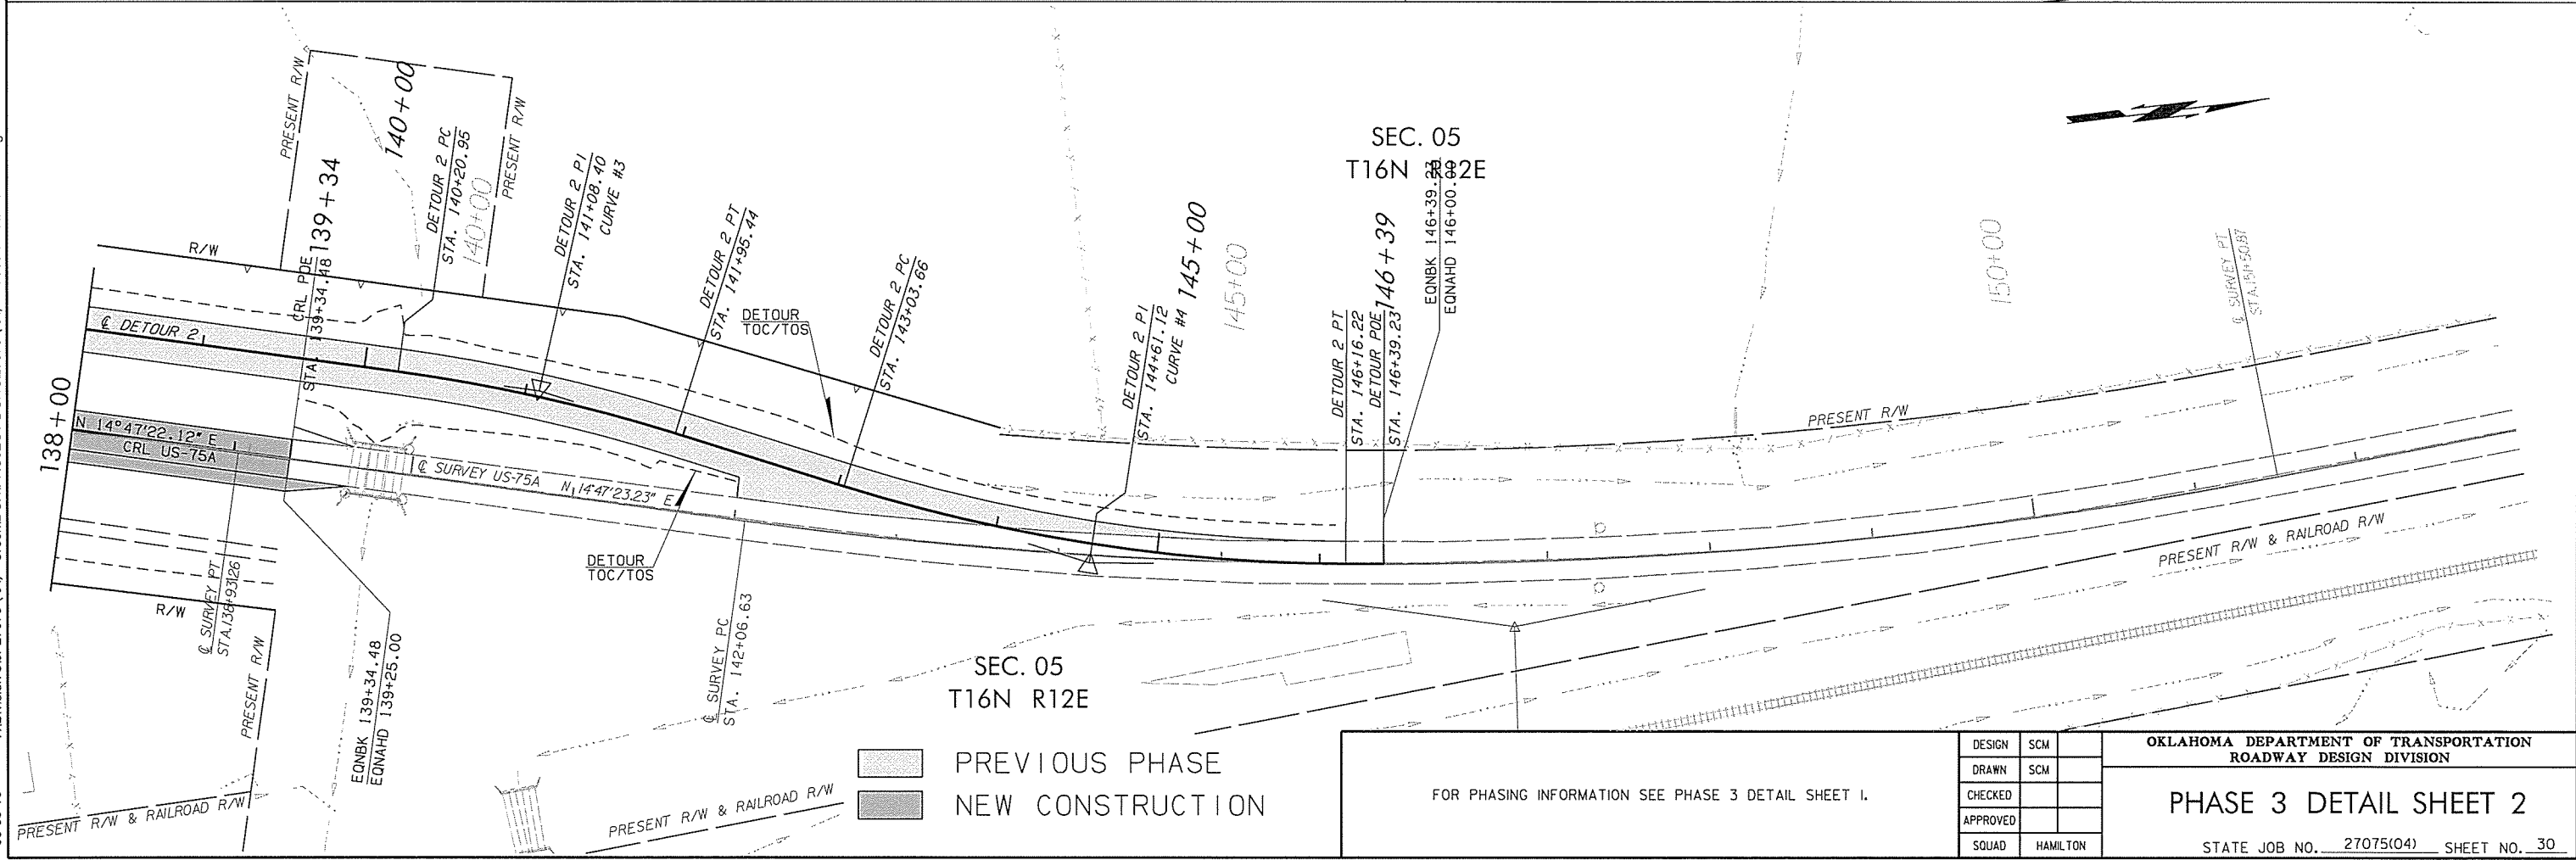 PRESENT R/W
139+34
140+00
DETOUR 2 PC
STA. 140+20.95
140+00
PRESENT R/W
DETOUR 2 PI
STA. 141+08.40
CURVE #3
DETOUR 2 PT
STA. 141+95.44
DETOUR
TOC/TOS
DETOUR 2 PC
STA. 143+03.66
DETOUR 2 PI
STA. 144+61.12
CURVE #4
145+00
145+00
SEC. 05
T16N R12E
DETOUR 2 PT
STA. 146+16.22
DETOUR POE
STA. 146+39.23
146+39
EQNBK 146+39.23
EQNAHD 146+00.00
150+00
℄ SURVEY PT
STA.151+50.87
PRESENT R/W
PRESENT R/W & RAILROAD R/W
R/W
CRL POE
STA. 139+34.48
℄ DETOUR 2
138+00
N 14°47'22.12" E
CRL US-75A
℄ SURVEY US-75A N 14°47'23.23" E
DETOUR
TOC/TOS
R/W
℄ SURVEY PT
PRESENT R/W
EQNBK 139+34.48
EQNAHD 139+25.00
℄ SURVEY PC
STA. 142+06.63
SEC. 05
T16N R12E
PRESENT R/W & RAILROAD R/W
PRESENT R/W & RAILROAD R/W
PREVIOUS PHASE
NEW CONSTRUCTION
FOR PHASING INFORMATION SEE PHASE 3 DETAIL SHEET 1.
DESIGN SCM
DRAWN SCM
CHECKED
APPROVED
SQUAD HAMILTON
OKLAHOMA DEPARTMENT OF TRANSPORTATION
ROADWAY DESIGN DIVISION
PHASE 3 DETAIL SHEET 2
STATE JOB NO. 27075(04) SHEET NO. 30